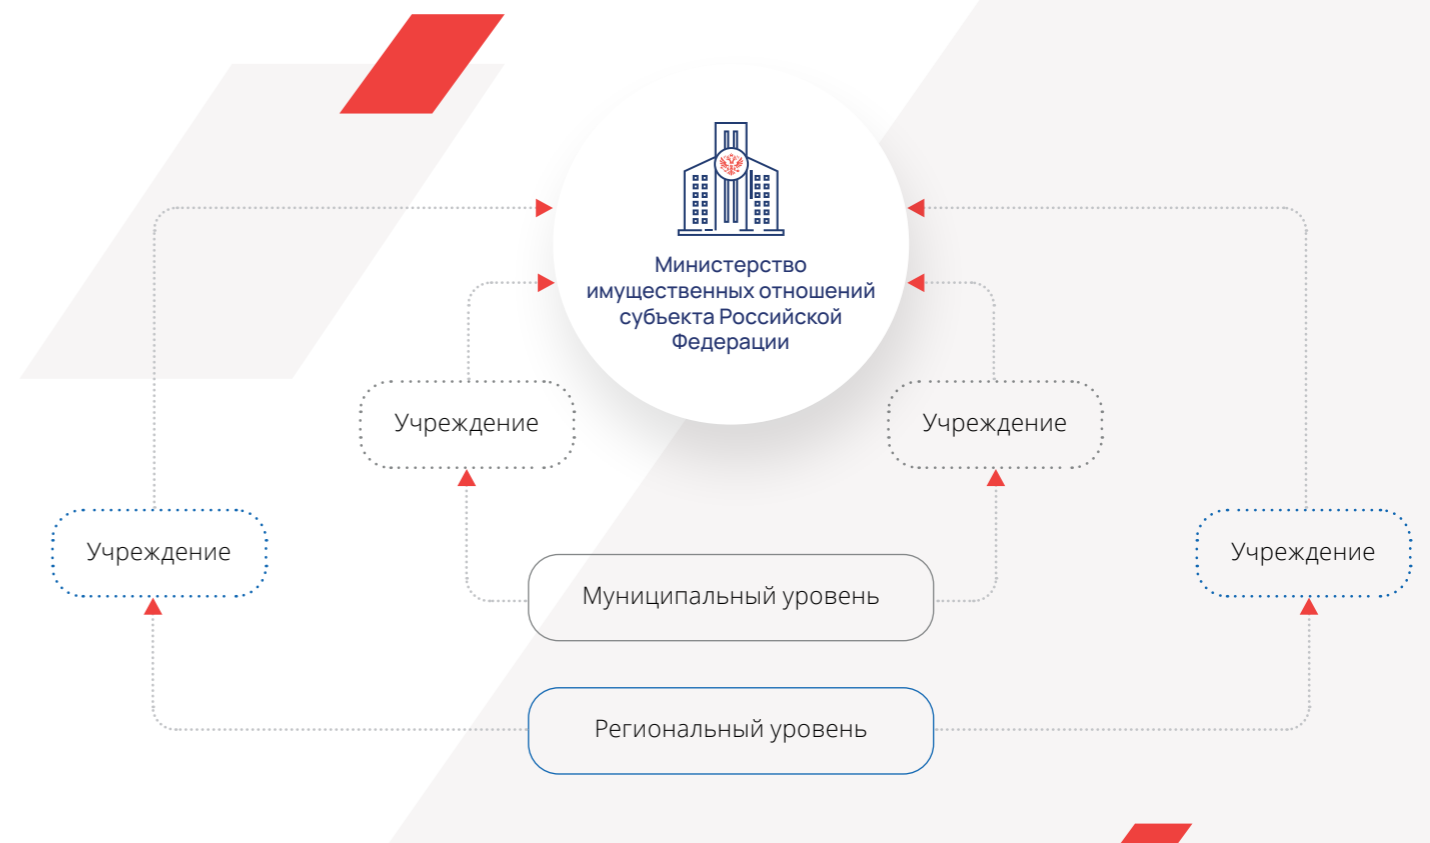 Министерство
имущественных отношений
субъекта Российской
Федерации
Учреждение
Учреждение
Учреждение
Учреждение
Муниципальный уровень
Региональный уровень